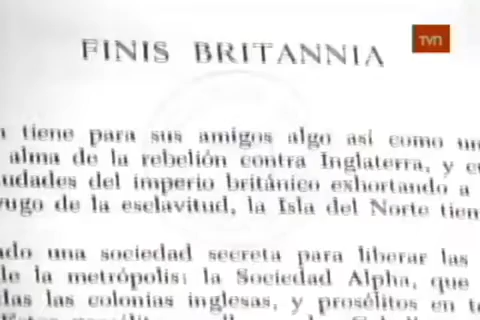 FINIS BRITANNIA
TVN
tiene para sus amigos algo así como un
alma de la rebelión contra Inglaterra, y
udades del imperio británico exhortando a
ugo de la esclavitud, la Isla del Norte tien
ado una sociedad secreta para liberar las
de la metrópolis: la Sociedad Alpha, que
das las colonias inglesas, y prosélitos en